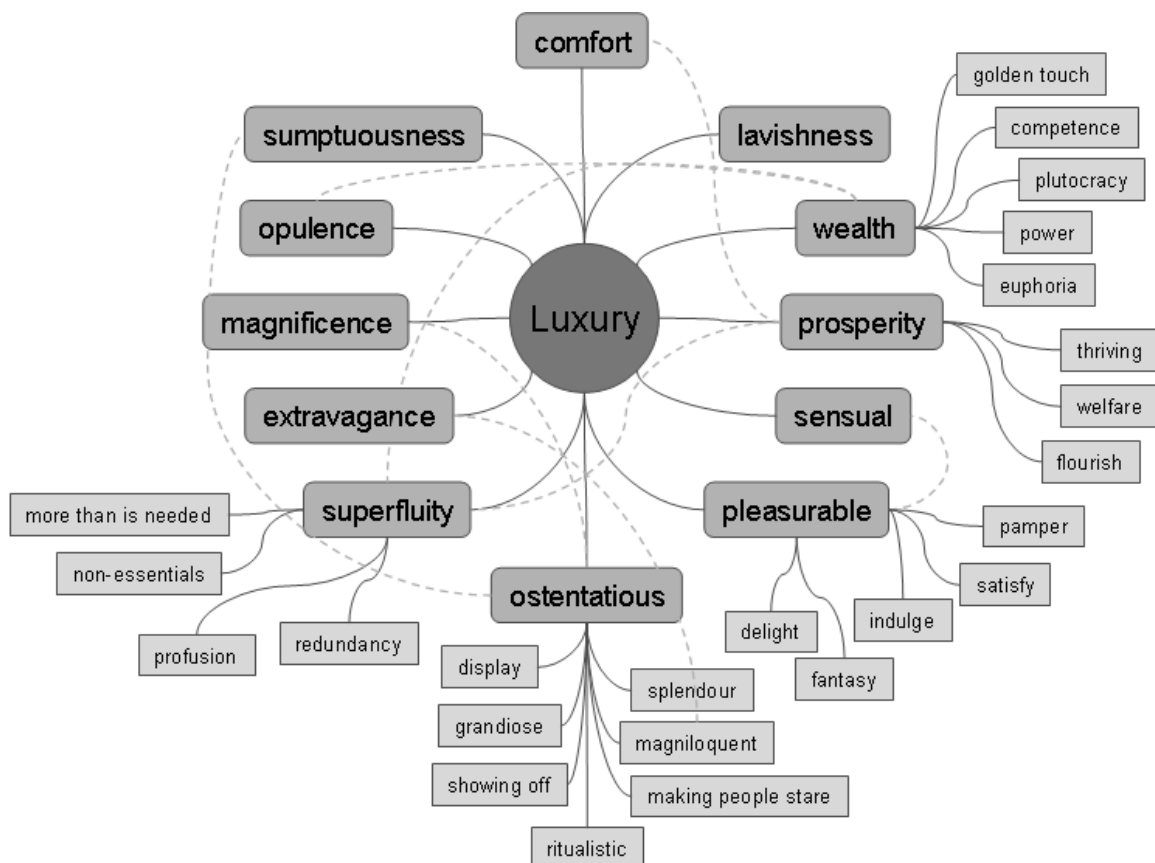 comfort
golden touch
sumptuousness
lavishness
competence
plutocracy
opulence
wealth
power
euphoria
magnificence
Luxury
prosperity
thriving
extravagance
sensual
welfare
flourish
more than is needed
superfluity
pleasurable
pamper
non-essentials
satisfy
ostentatious
indulge
delight
redundancy
profusion
display
fantasy
splendour
grandiose
magniloquent
showing off
making people stare
ritualistic